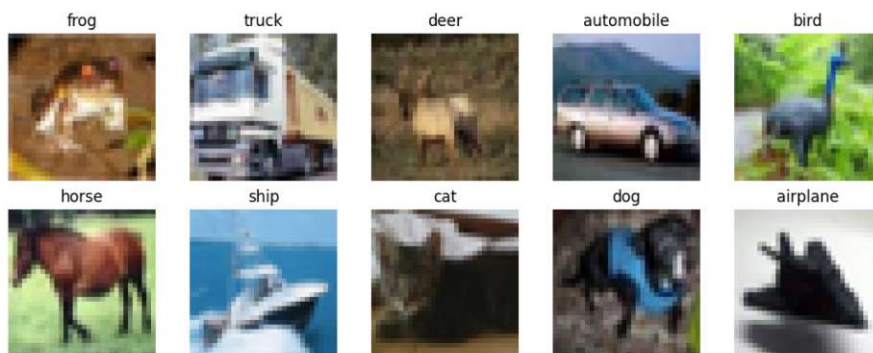 frog truck deer automobile bird
horse ship cat dog airplane